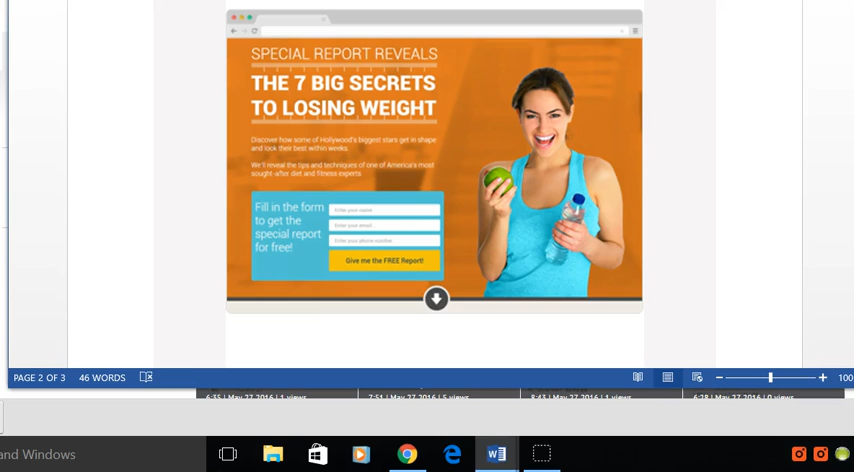 SPECIAL REPORT REVEALS
THE 7 BIG SECRETS
TO LOSING WEIGHT
Discover how some of Hollywood's biggest stars get in shape
and look their best within weeks.
We'll reveal the tips and techniques of one of America's most
sought-after diet and fitness experts
Fill in the form
to get the
special report
for free!
Enter your name
Enter your email
Enter your phone number
Give me the FREE Report!
PAGE 2 OF 3 46 WORDS 100
6:35 | May 27 2016 | 1 views 7:51 | May 27 2016 | 5 views 8:43 | May 27 2016 | 1 views 6:28 | May 27 2016 | 0 views
and Windows